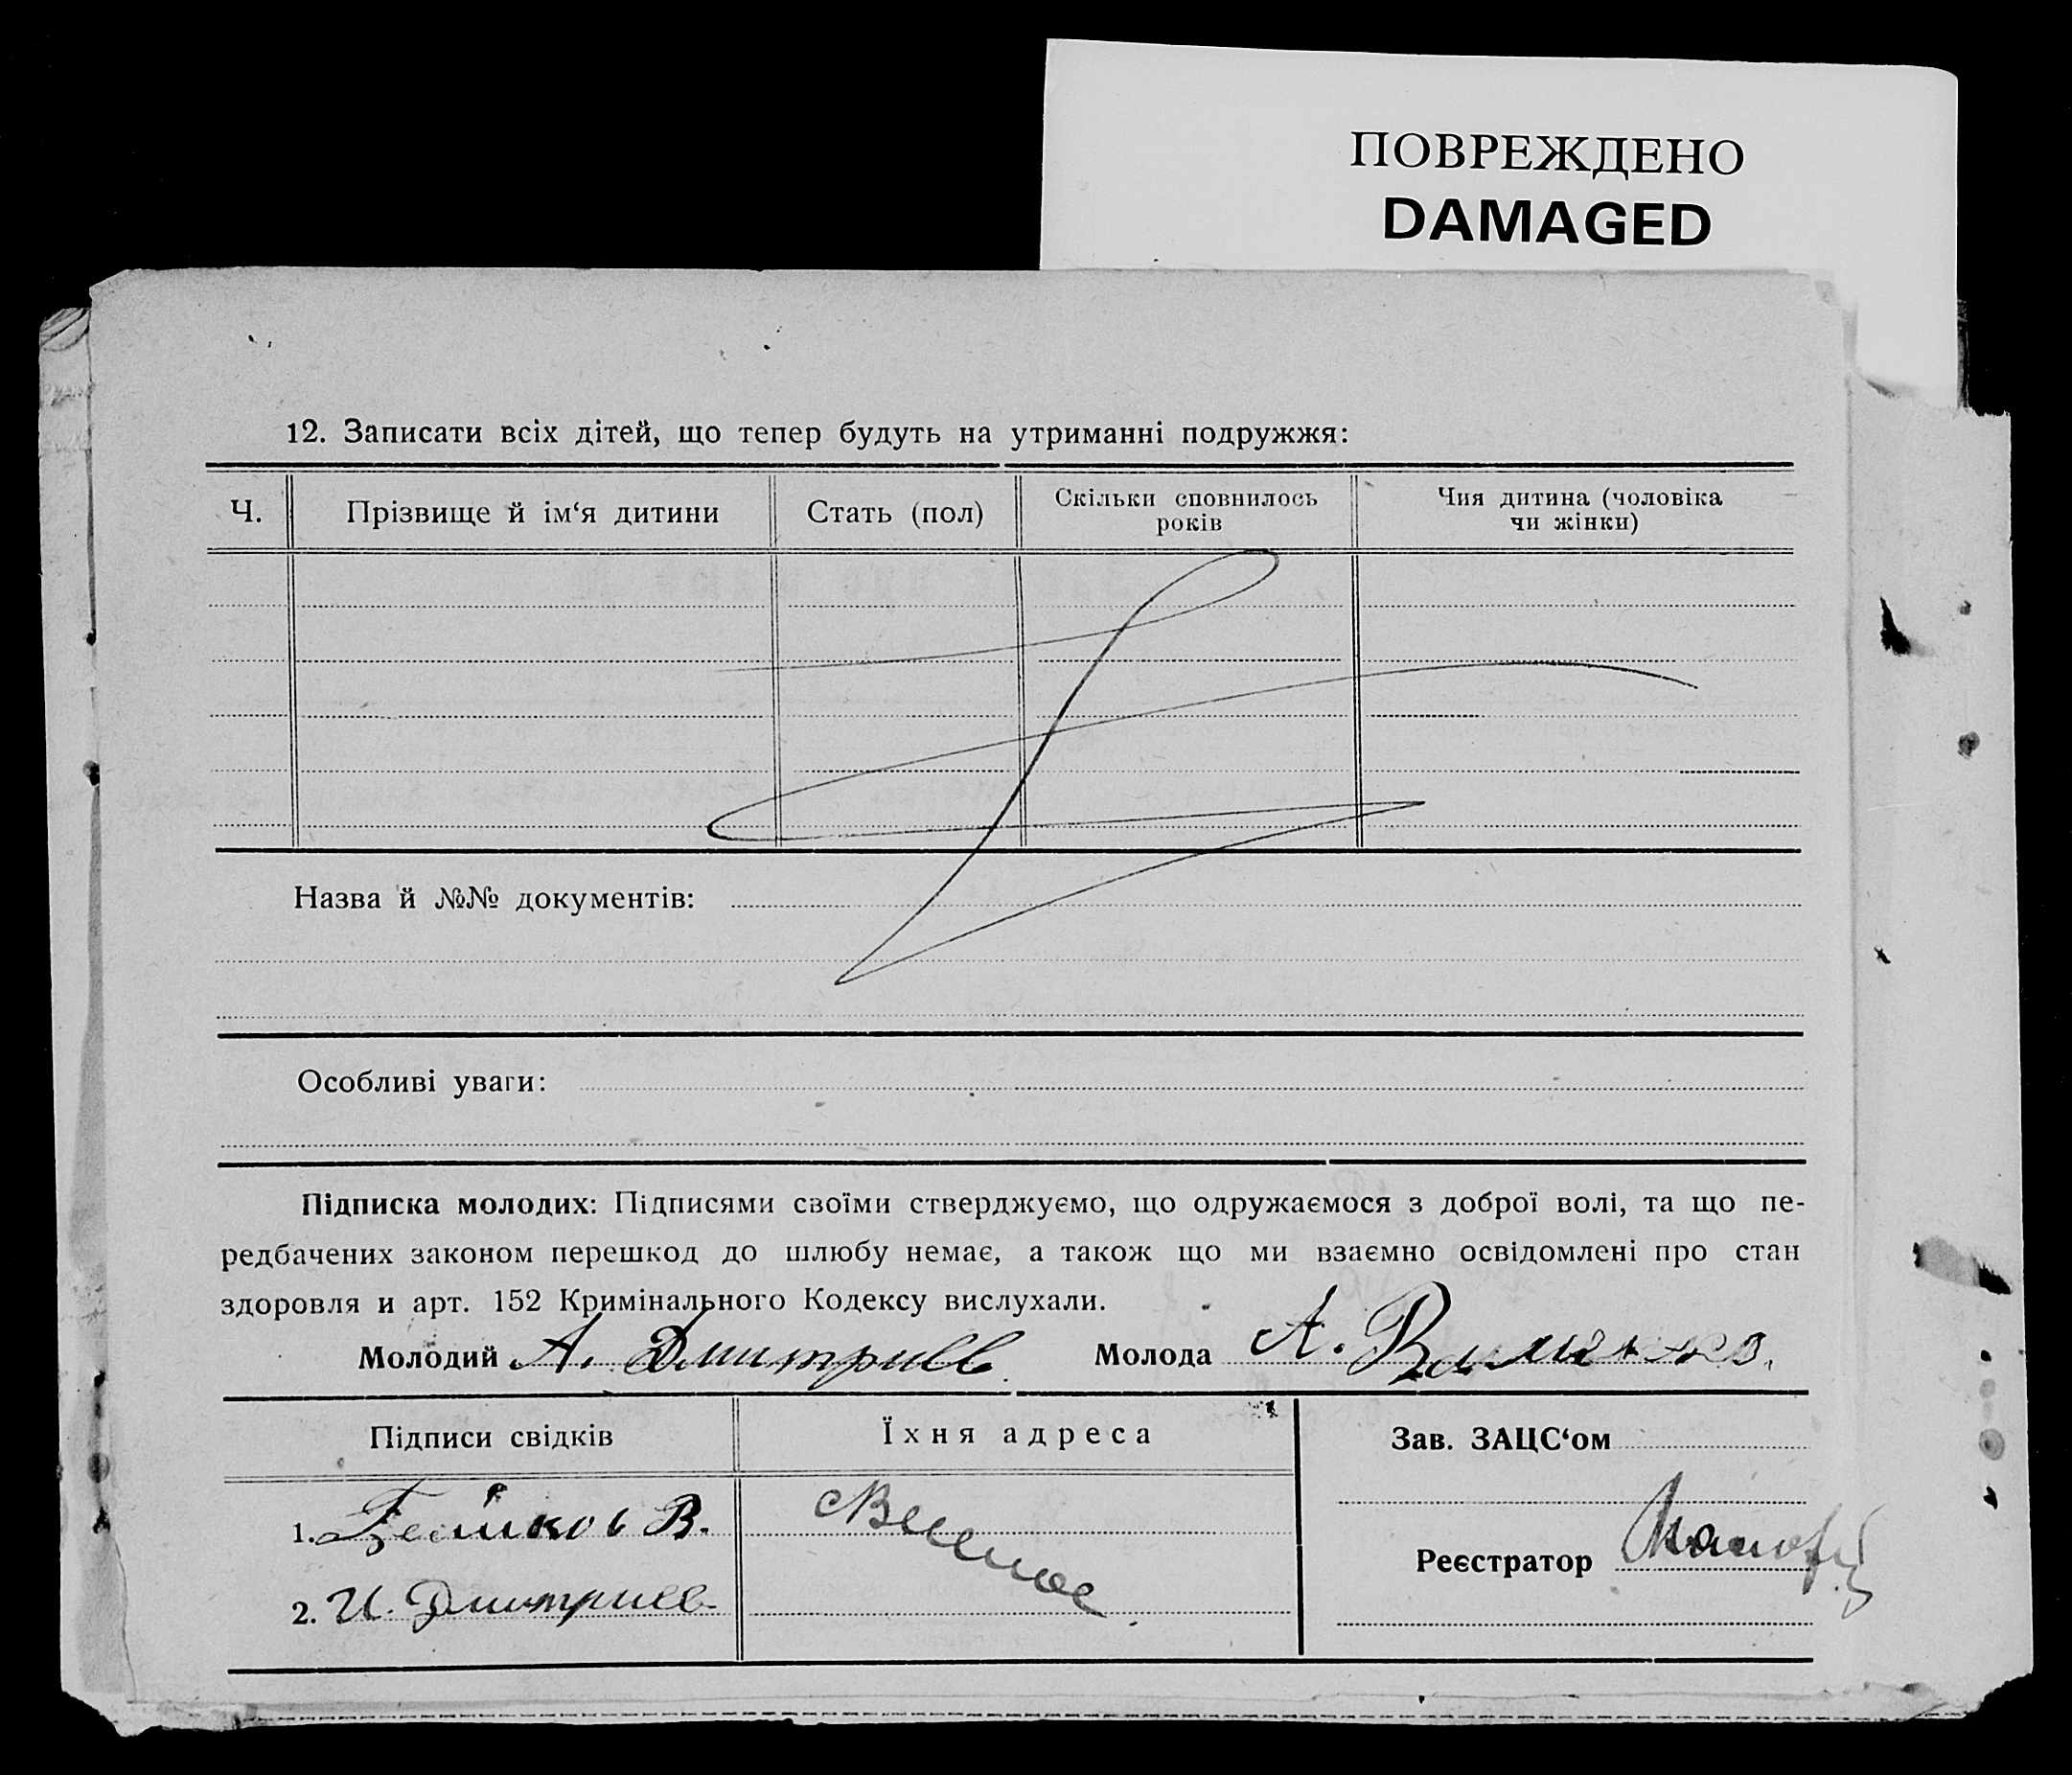 ПОВРЕЖДЕНО
DAMAGED
12. Записати всіх дітей, що тепер будуть на утриманні подружжя:
Ч. Прізвище й ім‘я дитини Стать (пол) Скільки сповнилось років Чия дитина (чоловіка чи жінки)
Назва й №№ документів:
Особливі уваги:
Підписка молодих: Підписями своїми стверджуємо, що одружаємося з доброї волі, та що пе-
редбачених законом перешкод до шлюбу немає, а також що ми взаємно освідомлені про стан
здоровля и арт. 152 Кримінального Кодексу вислухали.
Молодий А. Дмитриев Молода А.
Підписи свідків Їхня адреса Зав. ЗАЦС‘ом
1. В.
Реєстратор
2. И. Дмитриев